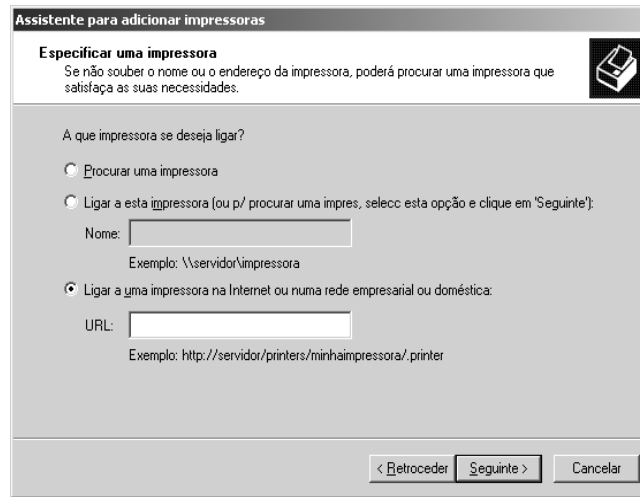 Assistente para adicionar impressoras
Especificar uma impressora
Se não souber o nome ou o endereço da impressora, poderá procurar uma impressora que
satisfaça as suas necessidades.
A que impressora se deseja ligar?
Procurar uma impressora
Ligar a esta impressora (ou p/ procurar uma impres, selecc esta opção e clique em 'Seguinte'):
Nome:
Exemplo: \\servidor\impressora
Ligar a uma impressora na Internet ou numa rede empresarial ou doméstica:
URL:
Exemplo: http://servidor/printers/minhaimpressora/.printer
< Retroceder Seguinte > Cancelar